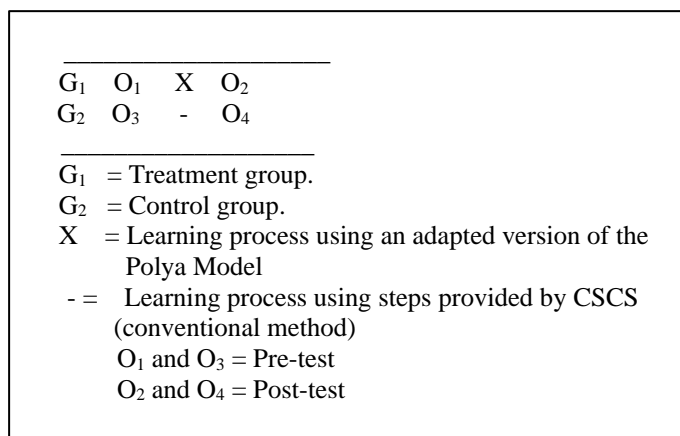 G₁ O₁ X O₂
G₂ O₃ - O₄
G₁ = Treatment group.
G₂ = Control group.
X = Learning process using an adapted version of the
Polya Model
- = Learning process using steps provided by CSCS
(conventional method)
O₁ and O₃ = Pre-test
O₂ and O₄ = Post-test